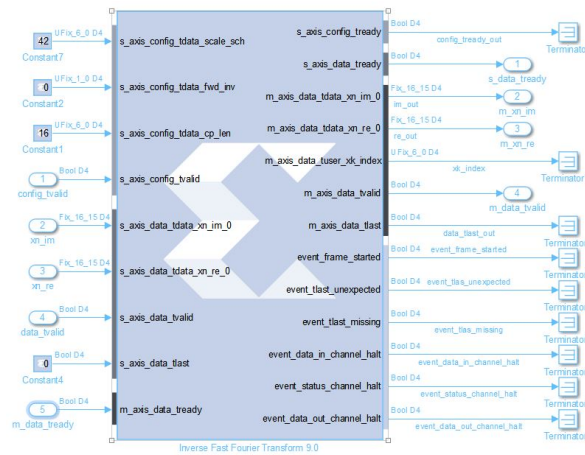 UFix_6_0 D4
42
s_axis_config_tdata_scale_sch
Constant7
UFix_1_0 D4
0
s_axis_config_tdata_fwd_inv
Constant2
UFix_6_0 D4
16
s_axis_config_tdata_cp_len
Constant1
Bool D4
1
s_axis_config_tvalid
config_tvalid
Fix_16_15 D4
2
s_axis_data_tdata_xn_im_0
xn_im
Fix_16_15 D4
3
s_axis_data_tdata_xn_re_0
xn_re
Bool D4
4
s_axis_data_tvalid
data_tvalid
Bool D4
0
s_axis_data_tlast
Constant4
Bool D4
5
m_axis_data_tready
m_data_tready
s_axis_config_tready
Bool D4
config_tready_out
Terminator
s_axis_data_tready
Bool D4
1
s_data_tready
m_axis_data_tdata_xn_im_0
Fix_16_15 D4
im_out
2
m_xn_im
m_axis_data_tdata_xn_re_0
Fix_16_15 D4
re_out
3
m_xn_re
m_axis_data_tuser_xk_index
UFix_6_0 D4
xk_index
Terminator
m_axis_data_tvalid
Bool D4
4
m_data_tvalid
m_axis_data_tlast
Bool D4
data_tlast_out
Terminator
event_frame_started
Bool D4
event_frame_started
Terminator
event_tlast_unexpected
Bool D4
event_tlas_unexpected
Terminator
event_tlast_missing
Bool D4
event_tlas_missing
Terminator
event_data_in_channel_halt
Bool D4
event_data_in_channel_halt
Terminator
event_status_channel_halt
Bool D4
event_status_channel_halt
Terminator
event_data_out_channel_halt
Bool D4
event_data_out_channel_halt
Terminator
Inverse Fast Fourier Transform 9.0